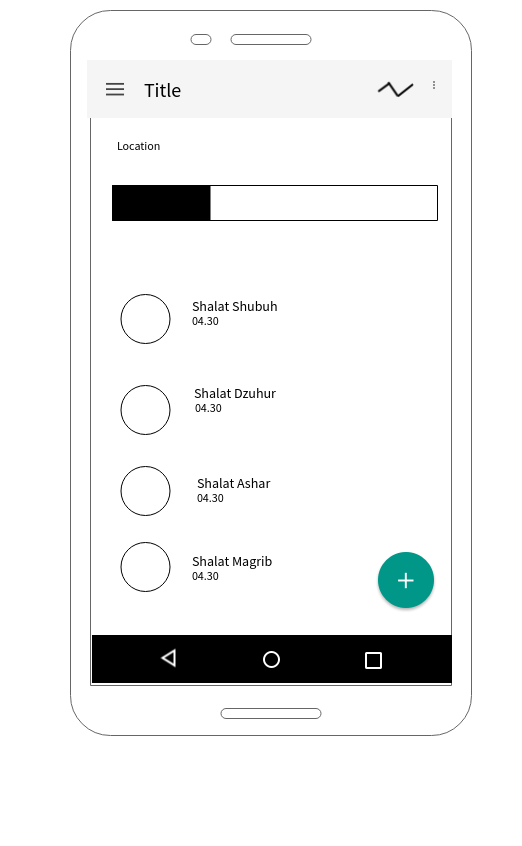 Title
Location
Shalat Shubuh
04.30
Shalat Dzuhur
04.30
Shalat Ashar
04.30
Shalat Magrib
04.30